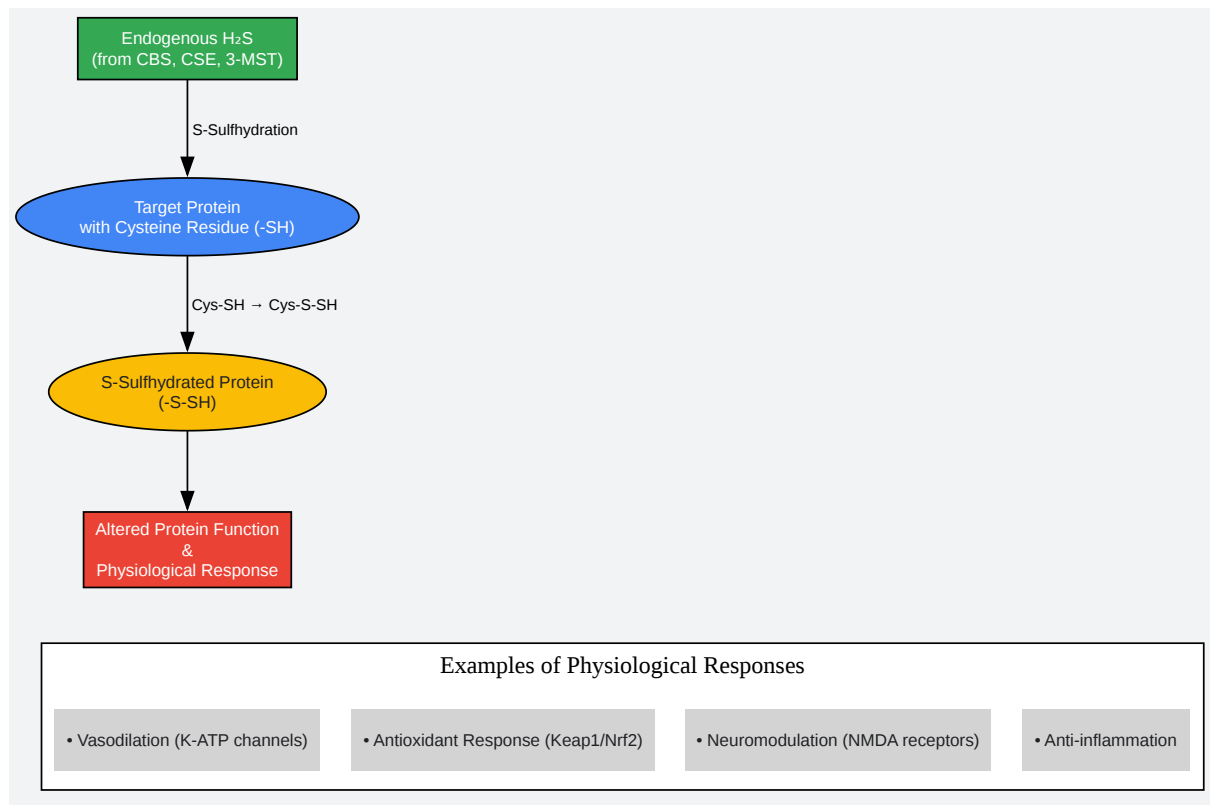 Endogenous H₂S
(from CBS, CSE, 3-MST)
S-Sulfhydration
Target Protein
with Cysteine Residue (-SH)
Cys-SH → Cys-S-SH
S-Sulfhydrated Protein
(-S-SH)
Altered Protein Function
&
Physiological Response
Examples of Physiological Responses
• Vasodilation (K-ATP channels)
• Antioxidant Response (Keap1/Nrf2)
• Neuromodulation (NMDA receptors)
• Anti-inflammation